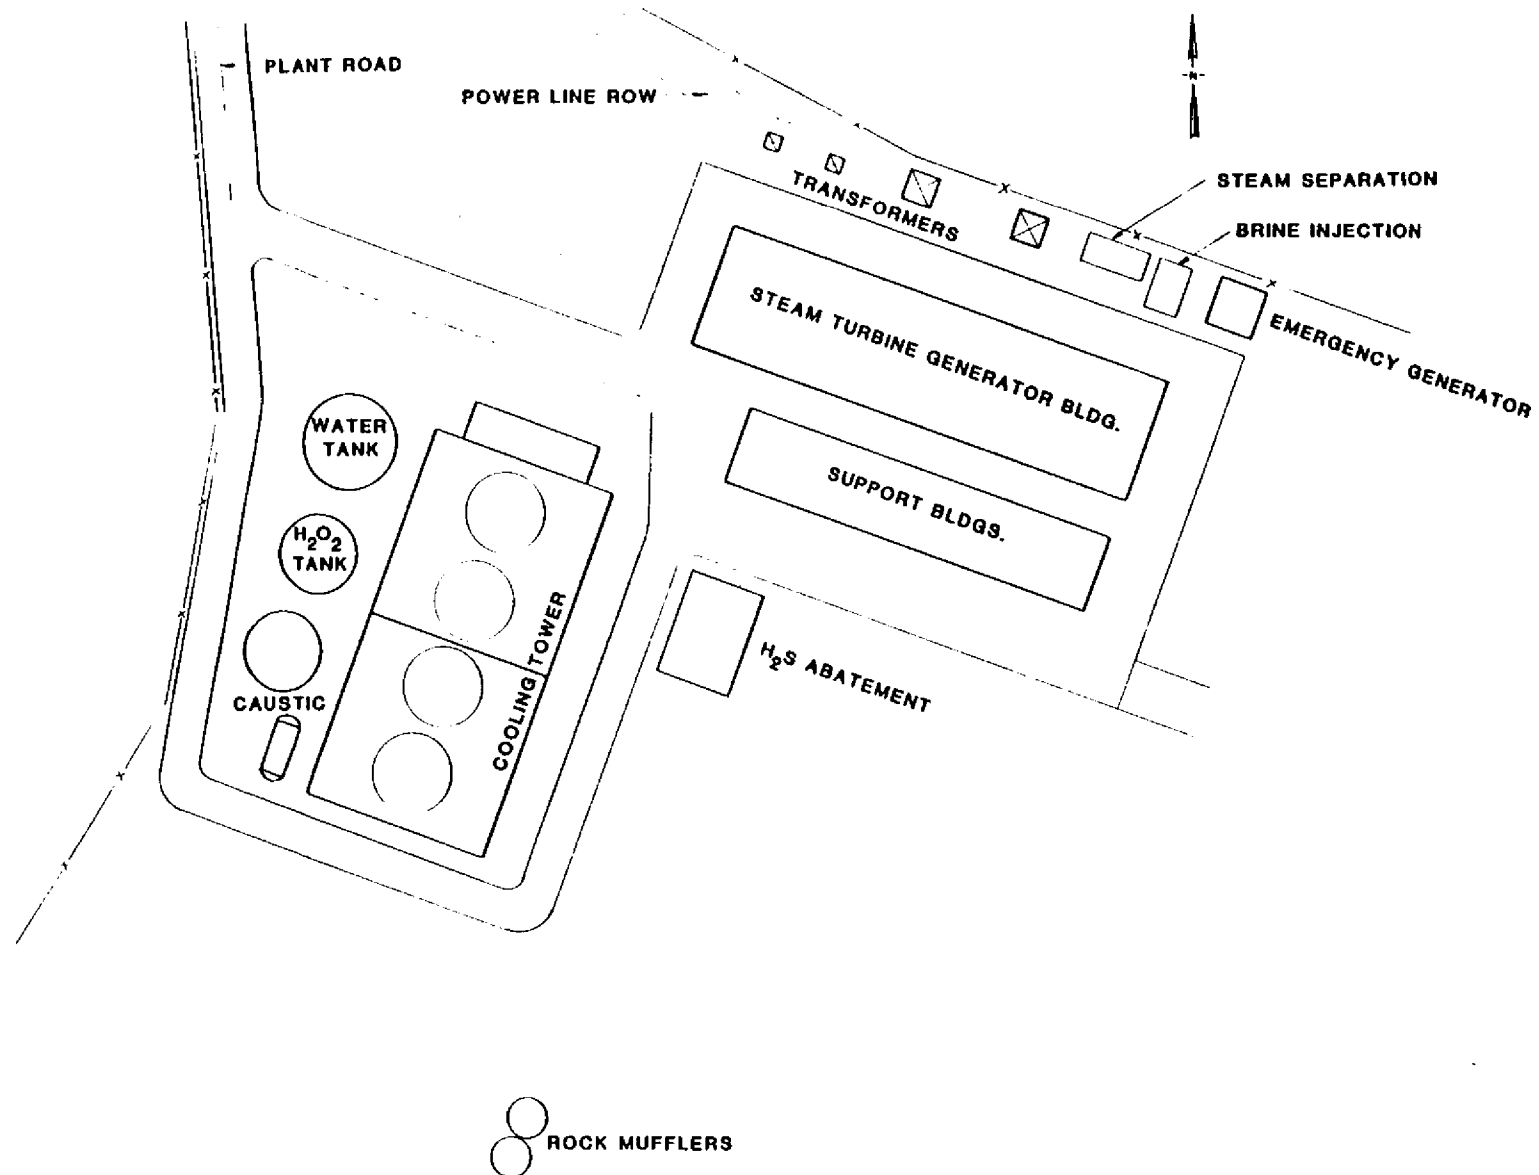 PLANT ROAD
POWER LINE ROW
N
STEAM SEPARATION
TRANSFORMERS
BRINE INJECTION
STEAM TURBINE GENERATOR BLDG.
EMERGENCY GENERATOR
WATER
TANK
SUPPORT BLDGS.
H2O2
TANK
COOLING TOWER
H2S ABATEMENT
CAUSTIC
ROCK MUFFLERS